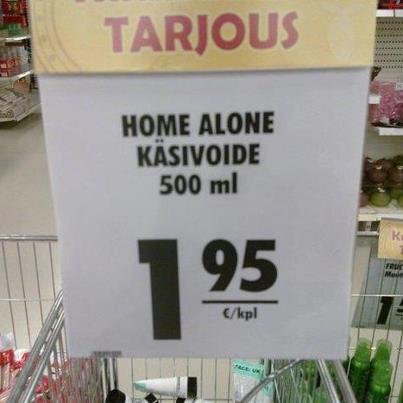 TARJOUS
HOME ALONE
KÄSIVOIDE
500 ml
1 95
€/kpl